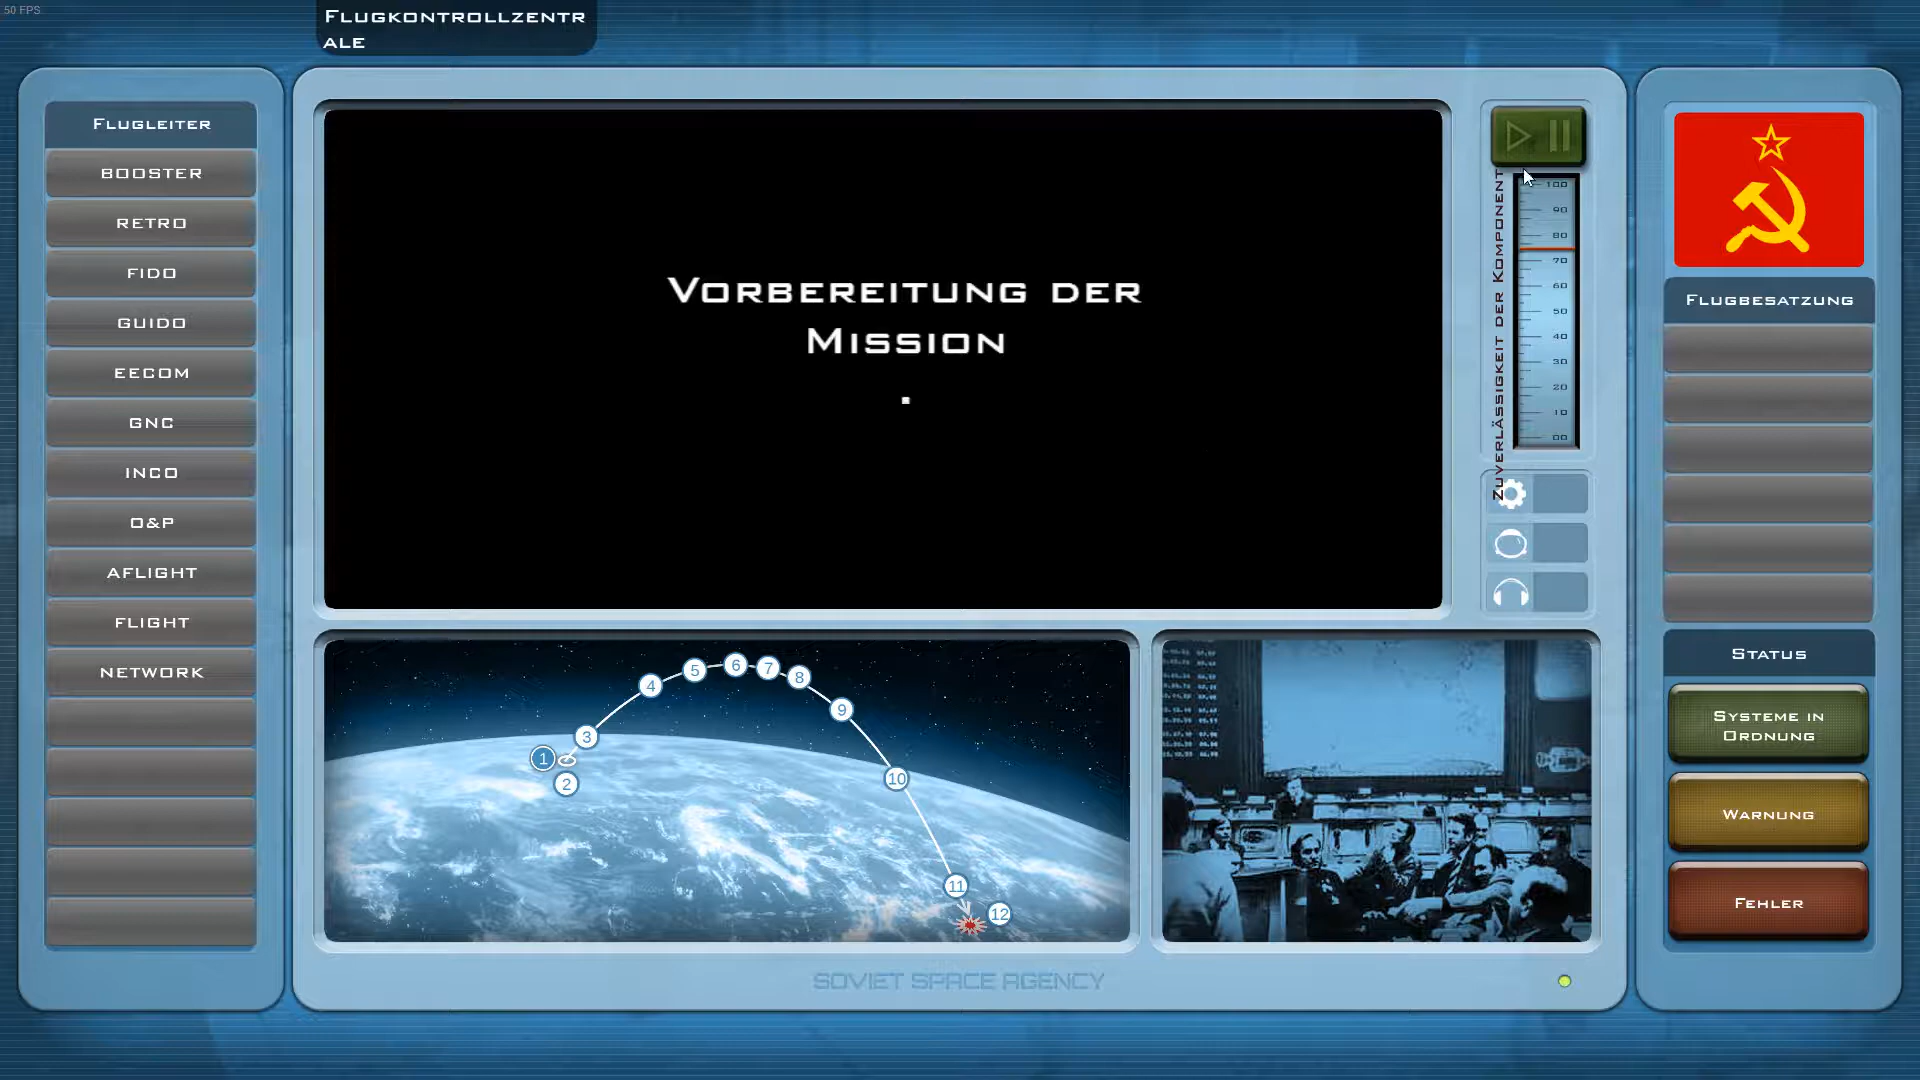 50 FPS
Flugkontrollzentr
ale
Flugleiter
BOOSTER
RETRO
FIDO
GUIDO
EECOM
GNC
INCO
O&P
AFLIGHT
FLIGHT
NETWORK
Vorbereitung der
Mission
.
Zuverlässigkeit der Komponent
100
90
80
70
60
50
40
30
20
10
00
1
2
3
4
5
6
7
8
9
10
11
12
SOVIET SPACE AGENCY
Flugbesatzung
Status
Systeme in
Ordnung
Warnung
Fehler